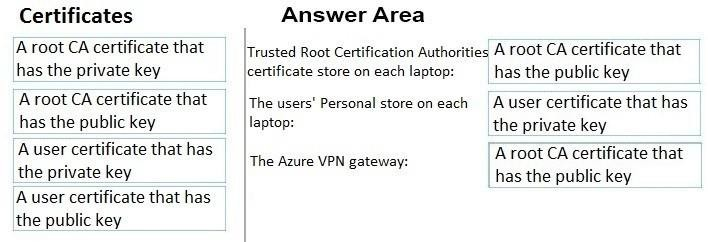 Certificates
A root CA certificate that
has the private key
A root CA certificate that
has the public key
A user certificate that has
the private key
A user certificate that has
the public key
Answer Area
Trusted Root Certification Authorities
certificate store on each laptop:
A root CA certificate that
has the public key
The users' Personal store on each
laptop:
A user certificate that has
the private key
The Azure VPN gateway:
A root CA certificate that
has the public key